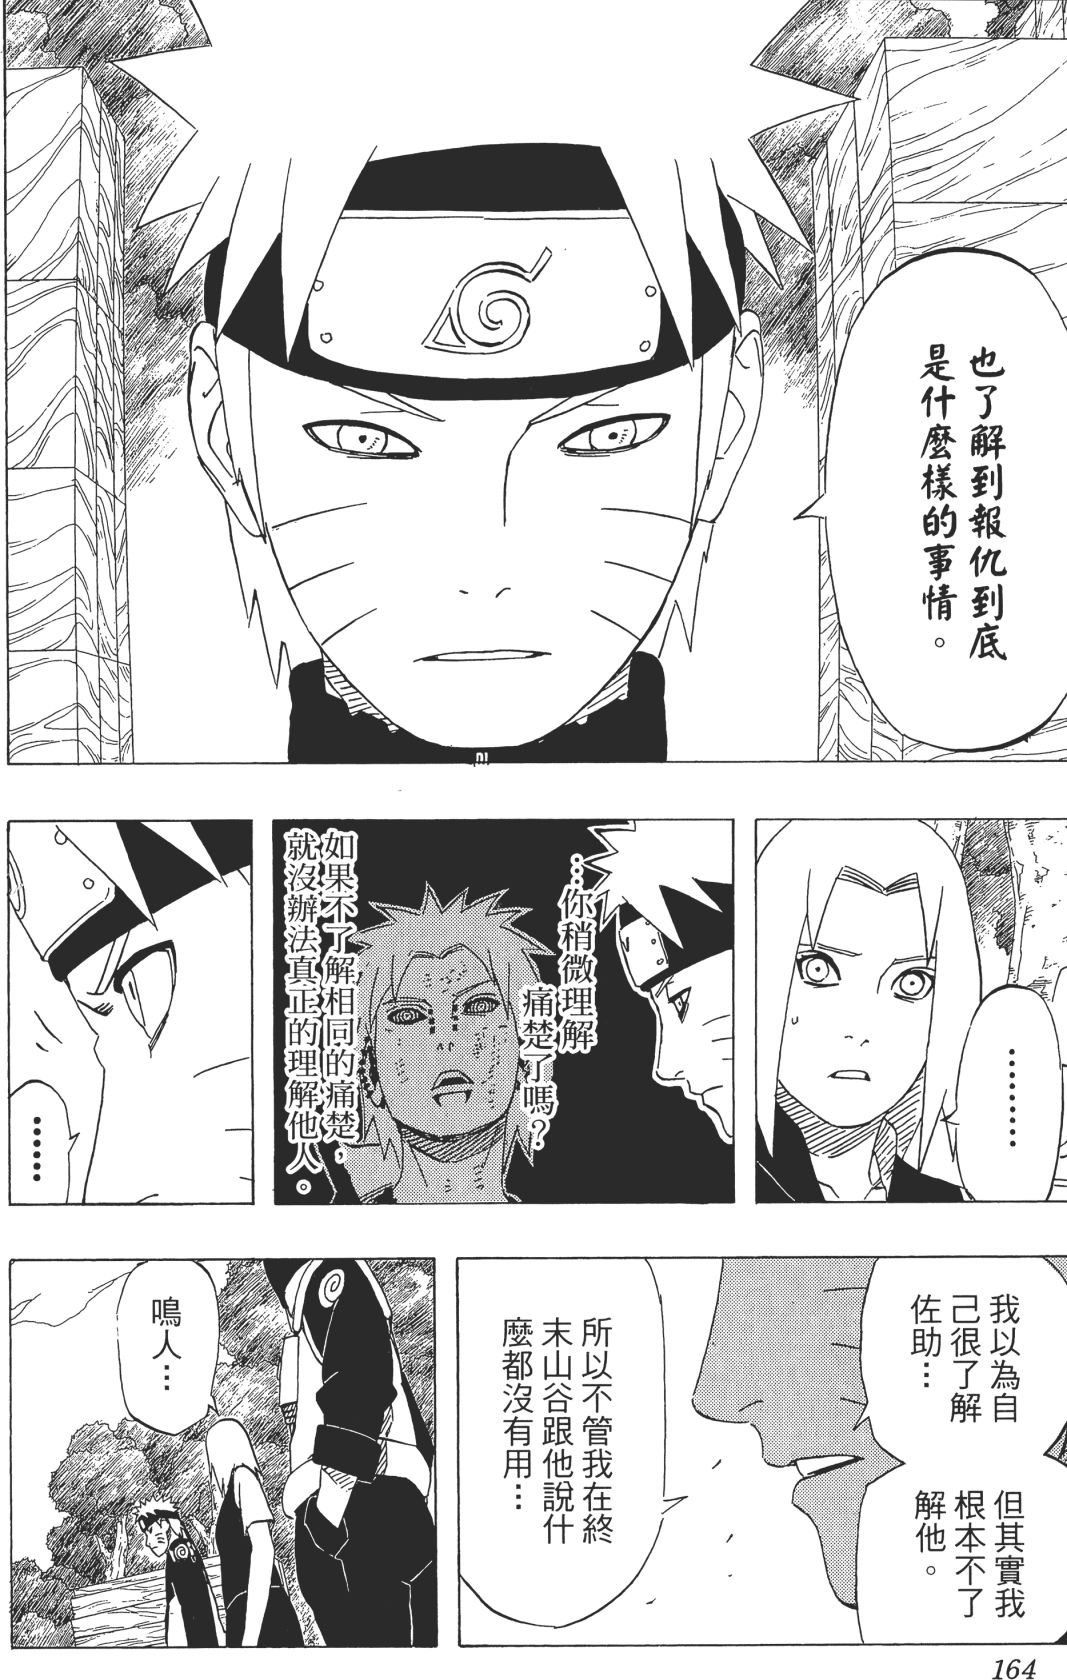 也了解到報仇到底
是什麼樣的事情。
………
…你稍微理解
痛楚了嗎？
如果不了解相同的痛楚，
就沒辦法真正的理解他人。
……
我以為自
己很了解
佐助…
但其實我
根本不了
解他。
所以不管我在終
末山谷跟他說什
麼都沒有用…
鳴人…
164